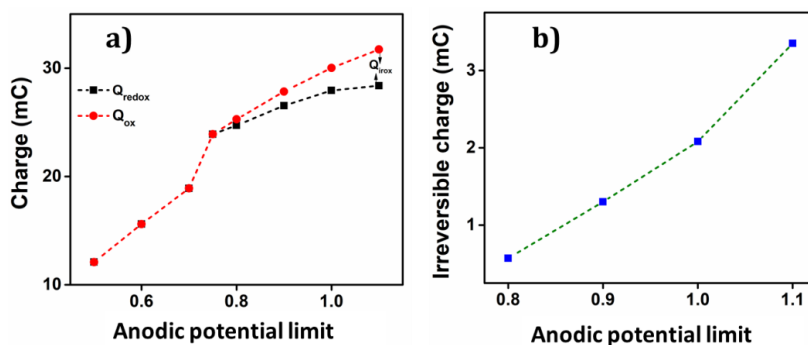 a)
Charge (mC)
30
20
10
Q_redox
Q_ox
Q_irox
0.6
0.8
1.0
Anodic potential limit
b)
Irreversible charge (mC)
3
2
1
0.8
0.9
1.0
1.1
Anodic potential limit